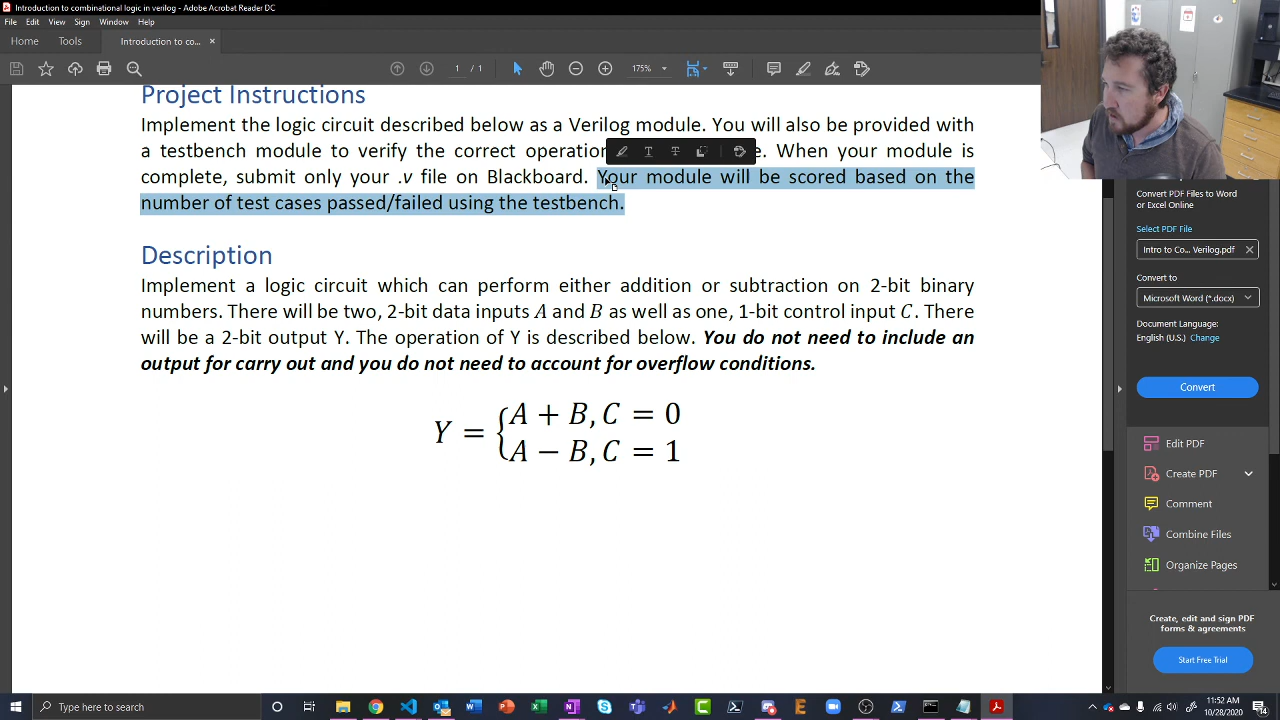 Introduction to combinational logic in verilog.pdf - Adobe Acrobat Reader DC
File Edit View Sign Window Help
Home Tools Introduction to co... ×
1 / 1 175%
Project Instructions
Implement the logic circuit described below as a Verilog module. You will also be provided with
a testbench module to verify the correct operation e. When your module is
complete, submit only your .v file on Blackboard. Your module will be scored based on the
number of test cases passed/failed using the testbench.
Description
Implement a logic circuit which can perform either addition or subtraction on 2-bit binary
numbers. There will be two, 2-bit data inputs A and B as well as one, 1-bit control input C. There
will be a 2-bit output Y. The operation of Y is described below. You do not need to include an
output for carry out and you do not need to account for overflow conditions.
Y = { A + B, C = 0
A − B, C = 1
Convert PDF Files to Word
or Excel Online
Select PDF File
Intro to Co... Verilog.pdf
Convert to
Microsoft Word (*.docx)
Document Language:
English (U.S.) Change
Convert
Edit PDF
Create PDF
Comment
Combine Files
Organize Pages
Create, edit and sign PDF
forms & agreements
Start Free Trial
Type here to search
11:52 AM
10/28/2020